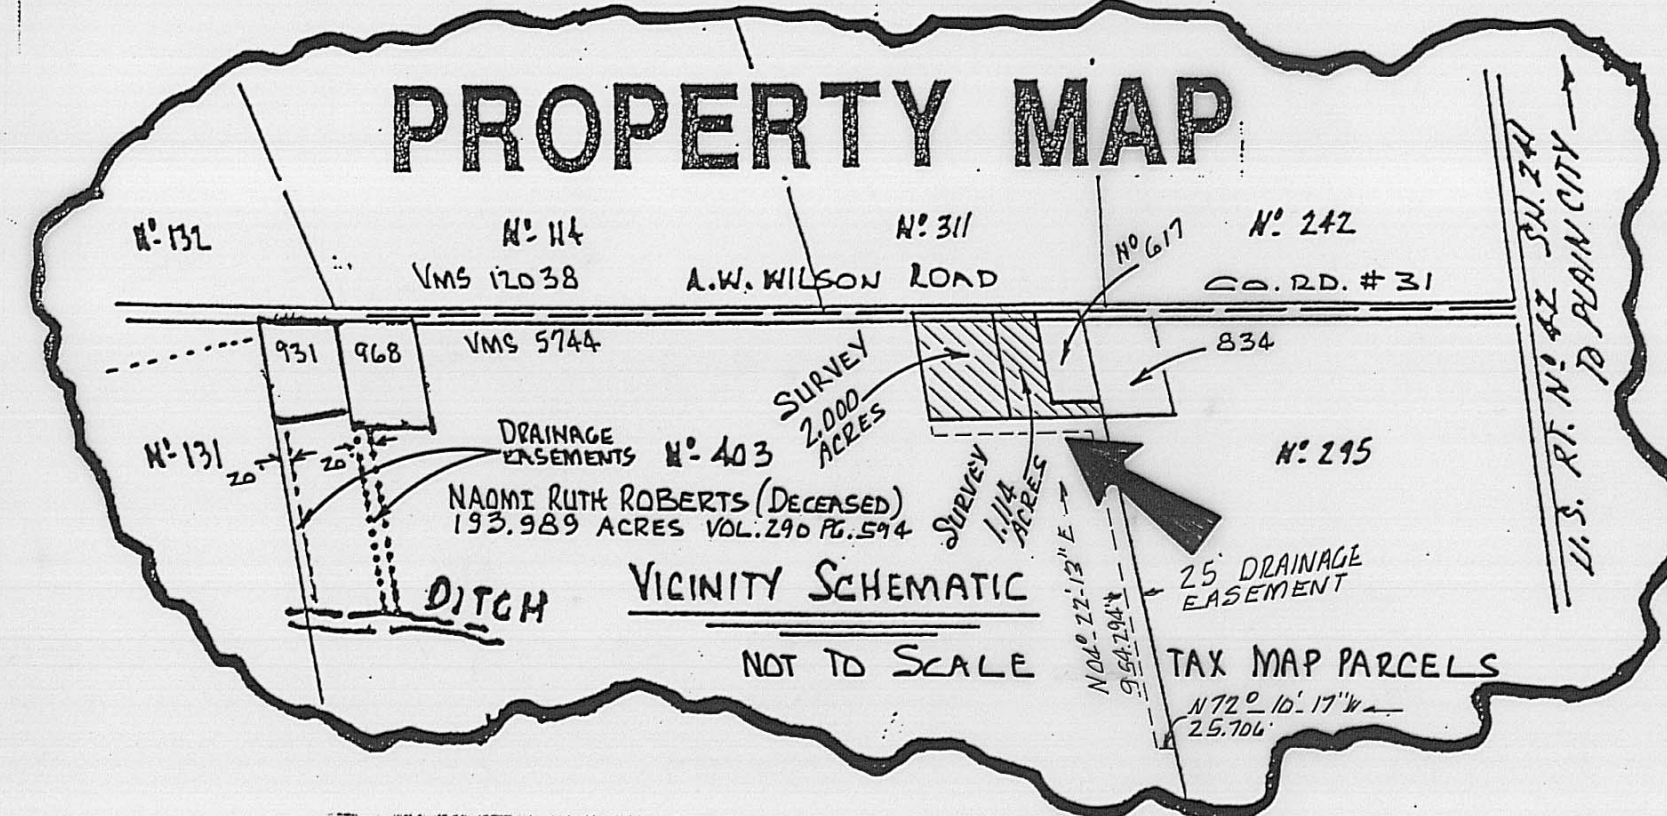 PROPERTY MAP
Nº 132
Nº 114
Nº 311
Nº 617
Nº 242
VMS 12038
A.W. WILSON ROAD
CO. RD. # 31
931
968
VMS 5744
SURVEY
2.000
ACRES
834
U.S. RT. Nº 42 SN. 2H
TO PLAIN CITY
Nº 131
20'
20'
DRAINAGE
EASEMENTS
Nº 403
NAOMI RUTH ROBERTS (DECEASED)
193.989 ACRES VOL. 290 PG. 594
SURVEY
1.114
ACRES
Nº 295
DITCH
VICINITY SCHEMATIC
NOT TO SCALE
N04º-22'-13" E
954.294'
25' DRAINAGE
EASEMENT
TAX MAP PARCELS
N72º-10'-17"W
25.706'